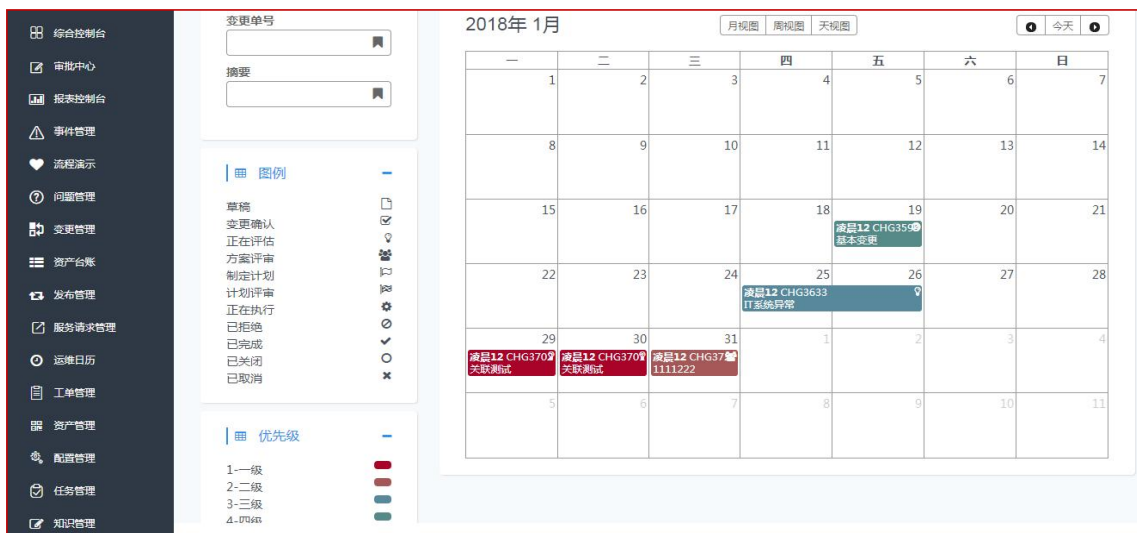 综合控制台
审批中心
报表控制台
事件管理
流程演示
问题管理
变更管理
资产台账
发布管理
服务请求管理
运维日历
工单管理
资产管理
配置管理
任务管理
知识管理
变更单号
摘要
图例
草稿
变更确认
正在评估
方案评审
制定计划
计划评审
正在执行
已拒绝
已完成
已关闭
已取消
优先级
1-一级
2-二级
3-三级
4-四级
2018年 1月
月视图 周视图 天视图
今天
一 二 三 四 五 六 日
1 2 3 4 5 6 7
8 9 10 11 12 13 14
15 16 17 18 19 20 21
凌晨12 CHG359
基本变更
22 23 24 25 26 27 28
凌晨12 CHG3633
IT系统异常
29 30 31 1 2 3 4
凌晨12 CHG370 凌晨12 CHG370 凌晨12 CHG37
关联测试 关联测试 1111222
5 6 7 8 9 10 11